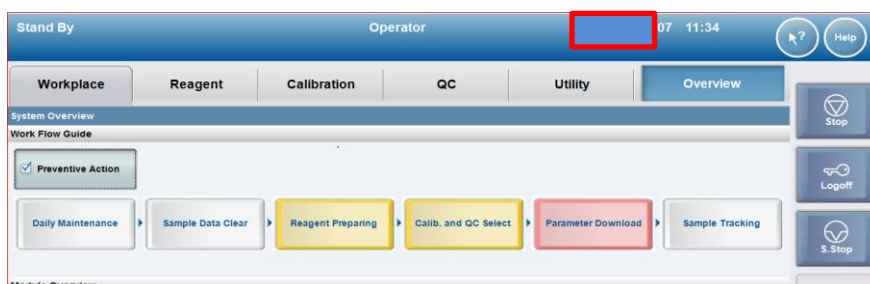 Stand By
Operator
07 11:34
?
Help
Workplace
Reagent
Calibration
QC
Utility
Overview
System Overview
Stop
Work Flow Guide
Preventive Action
Logoff
Daily Maintenance
Sample Data Clear
Reagent Preparing
Calib. and QC Select
Parameter Download
Sample Tracking
S.Stop